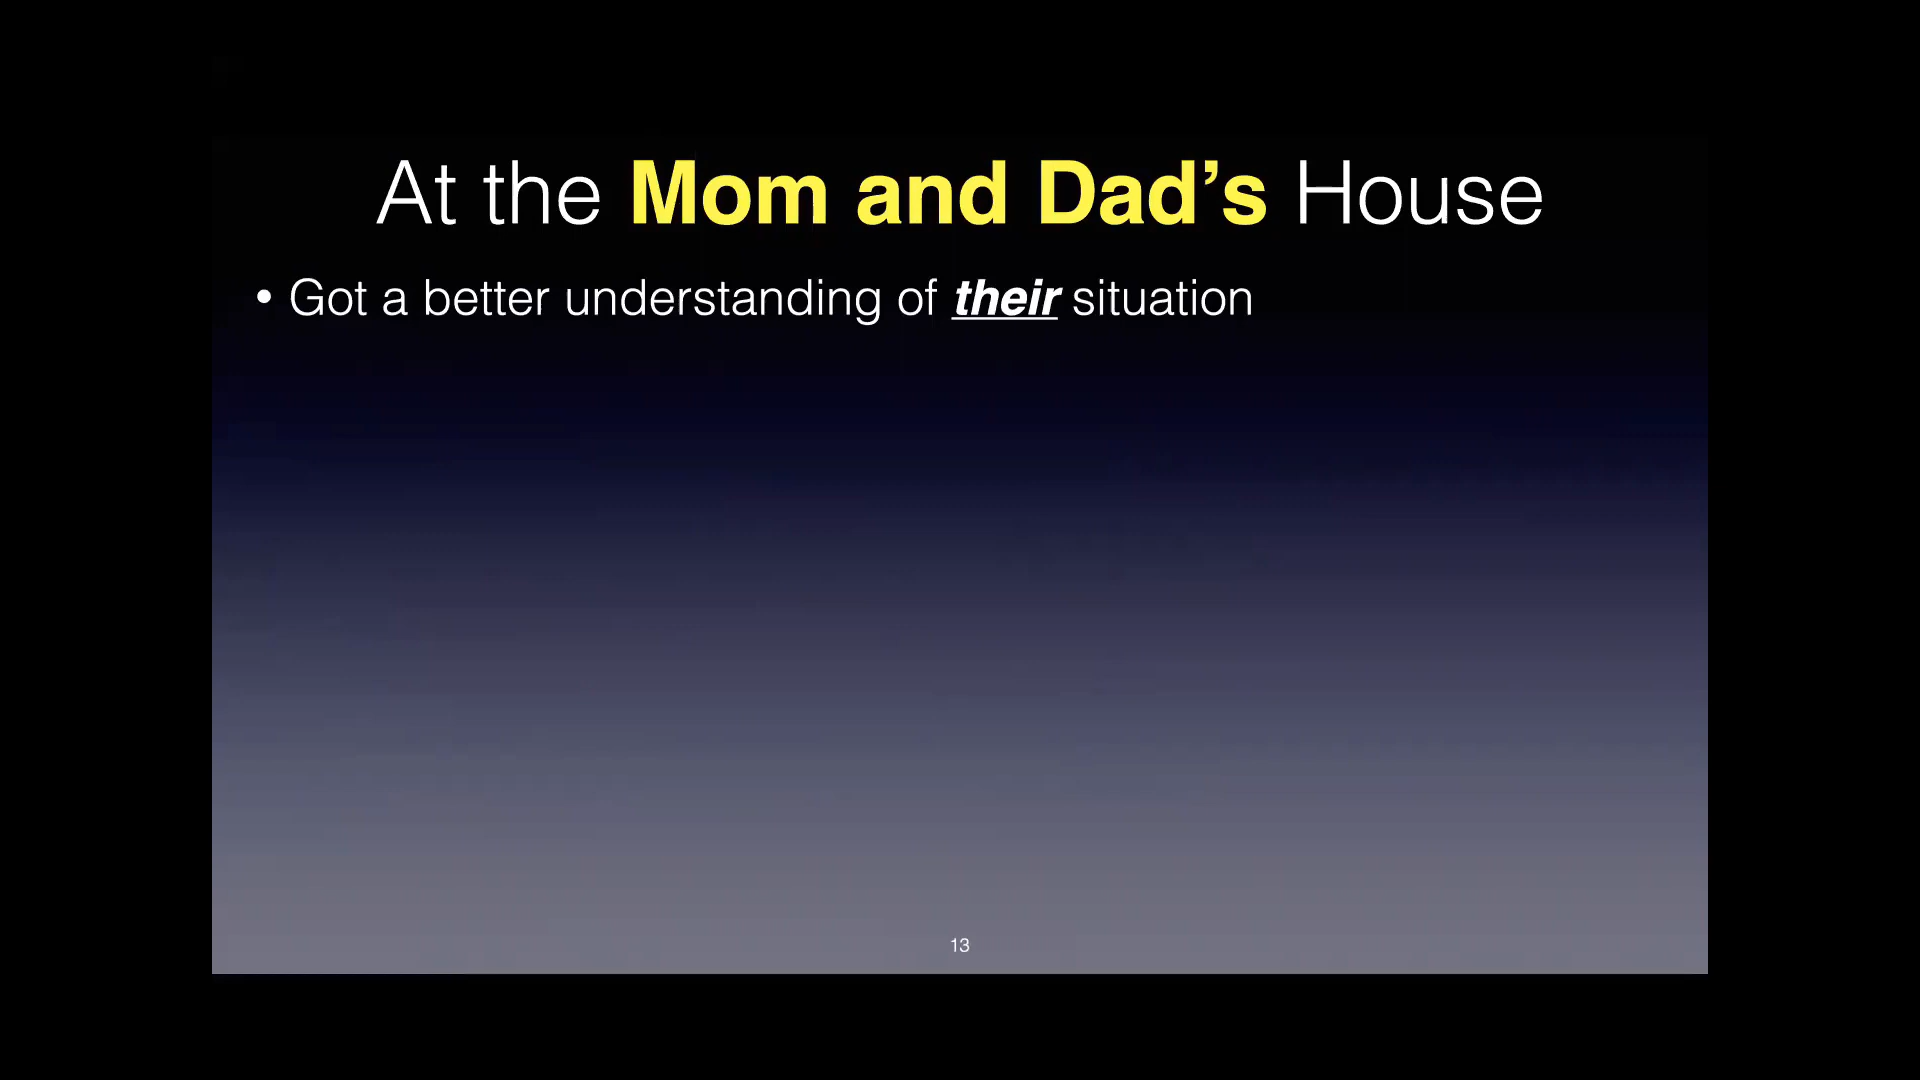 At the Mom and Dad’s House
• Got a better understanding of their situation
13